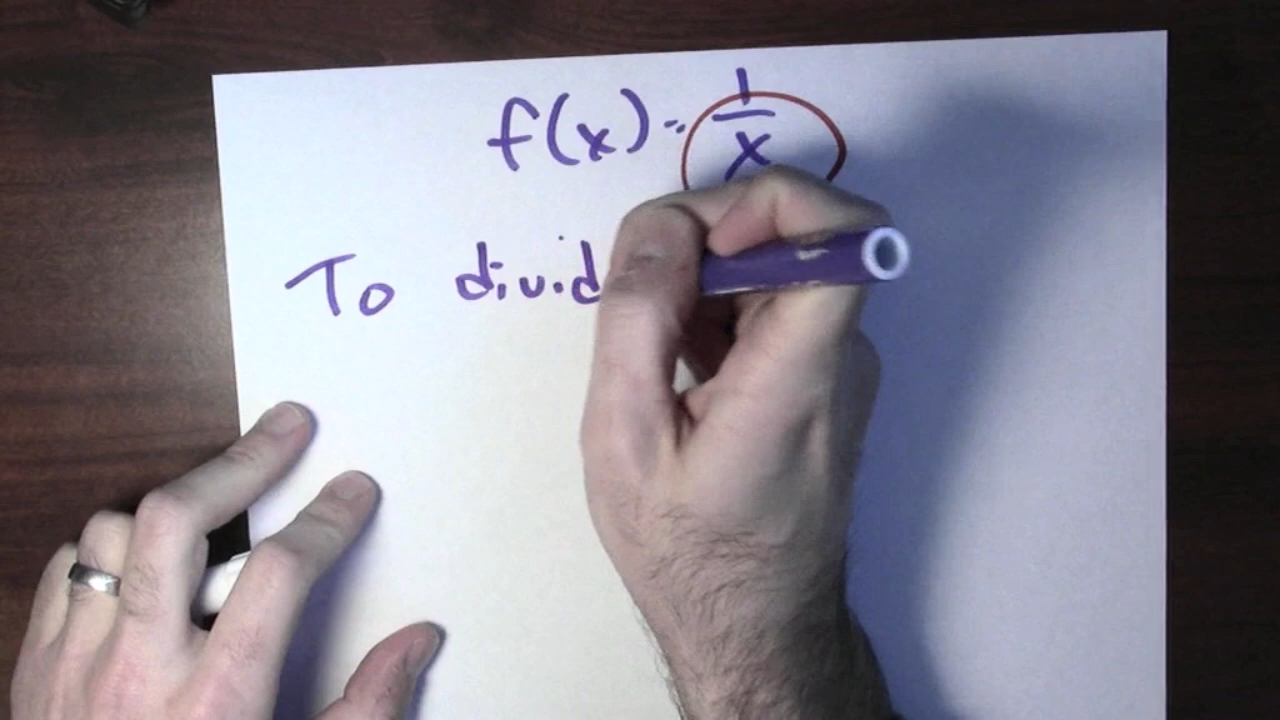 f(x) = 1/x
To divid